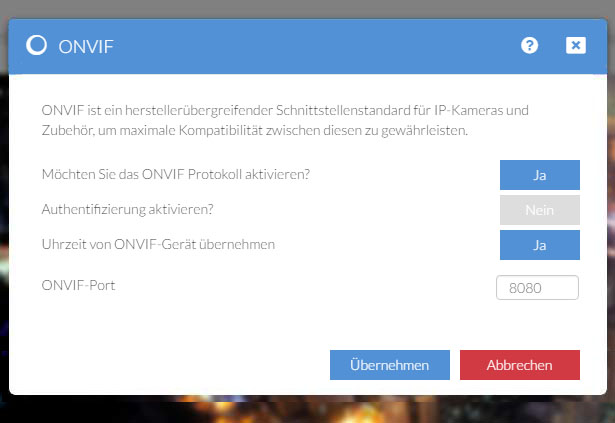 ONVIF
ONVIF ist ein herstellerübergreifender Schnittstellenstandard für IP-Kameras und
Zubehör, um maximale Kompatibilität zwischen diesen zu gewährleisten.
Möchten Sie das ONVIF Protokoll aktivieren? Ja
Authentifizierung aktivieren? Nein
Uhrzeit von ONVIF-Gerät übernehmen Ja
ONVIF-Port 8080
Übernehmen Abbrechen